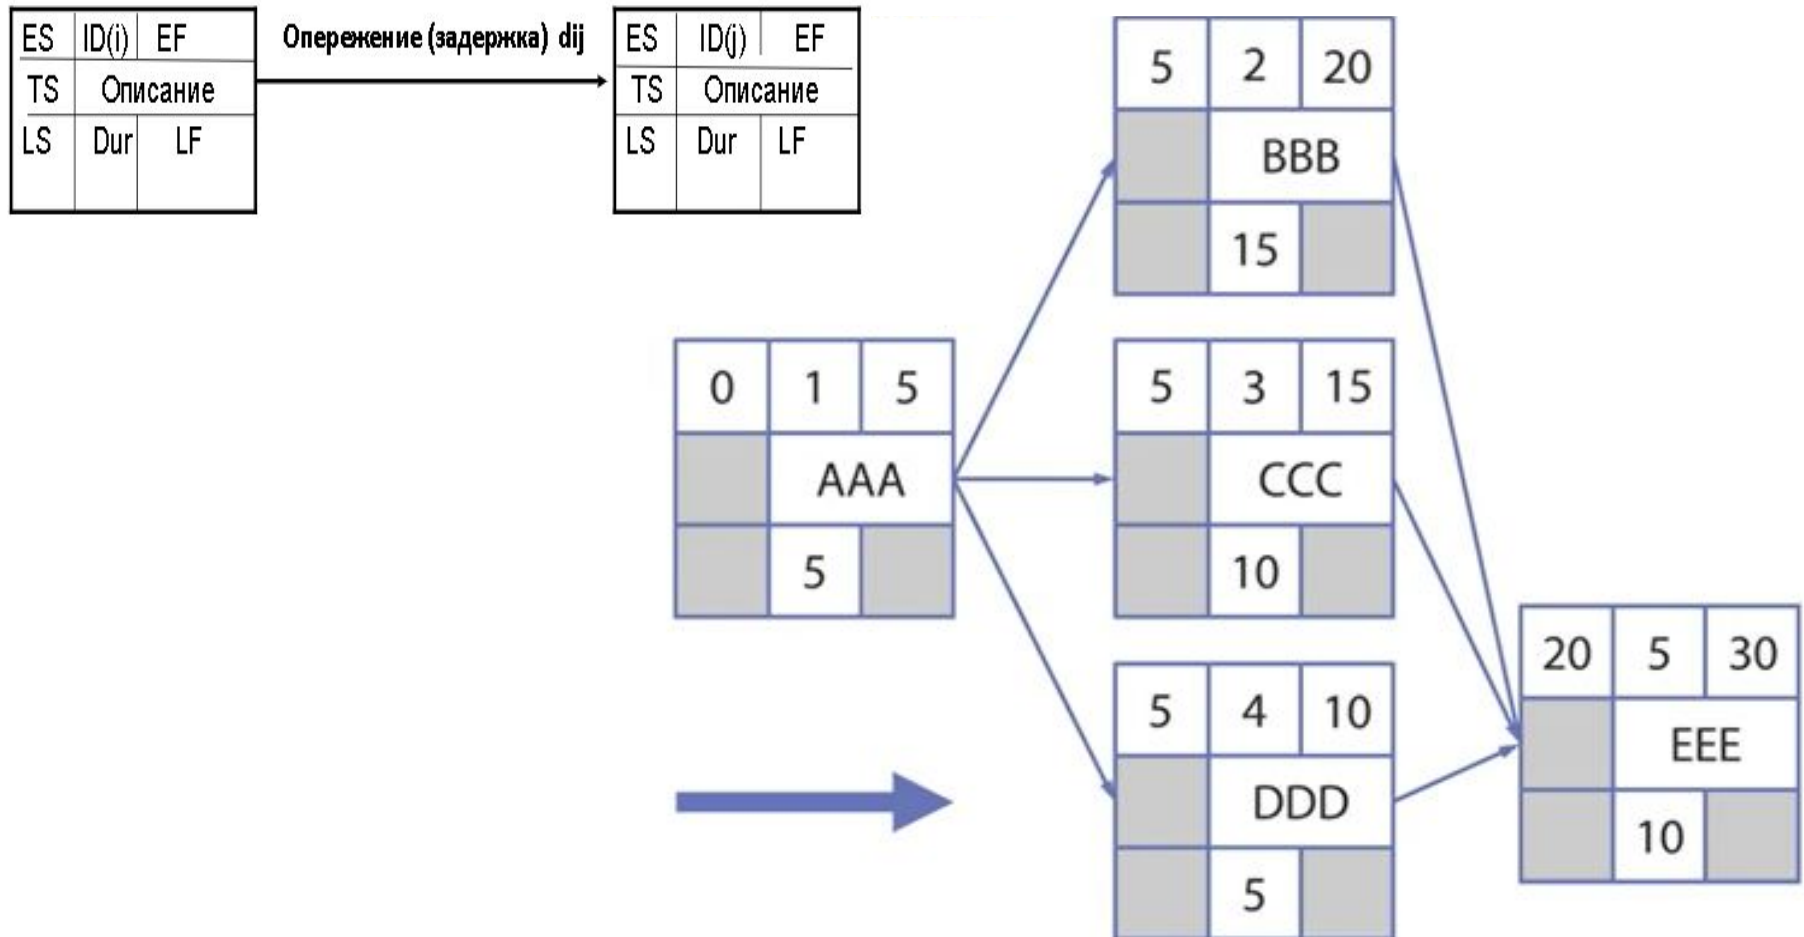 ES ID(i) EF
TS Описание
LS Dur LF
Опережение (задержка) dij
ES ID(j) EF
TS Описание
LS Dur LF
5 2 20
BBB
15
0 1 5
AAA
5
5 3 15
CCC
10
5 4 10
DDD
5
20 5 30
EEE
10